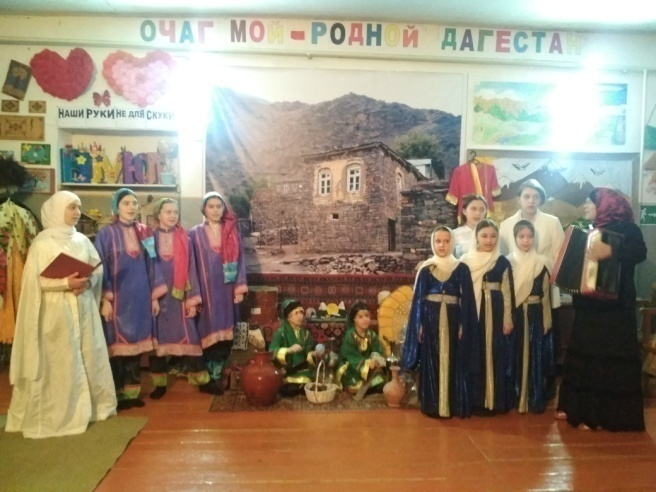 ОЧАГ МОЙ - РОДНОЙ ДАГЕСТАН
НАШИ РУКИ НЕ ДЛЯ СКУКИ